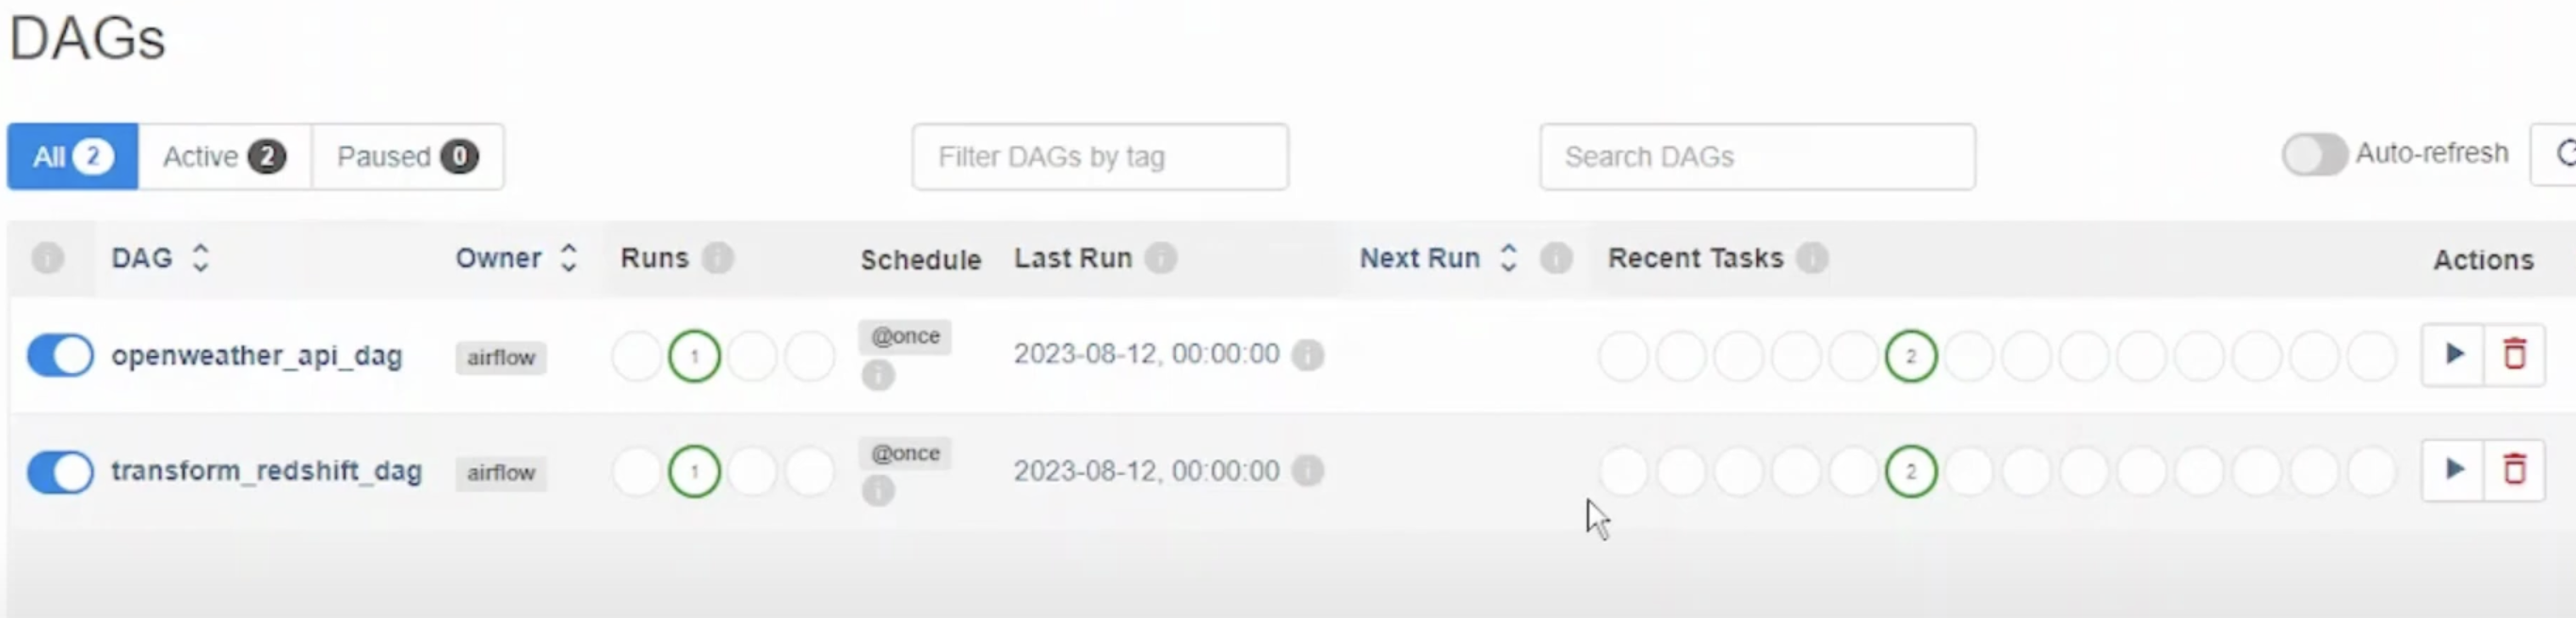 DAGs
All 2 Active 2 Paused 0 Filter DAGs by tag Search DAGs Auto-refresh
DAG Owner Runs Schedule Last Run Next Run Recent Tasks Actions
openweather_api_dag airflow 1 @once 2023-08-12, 00:00:00 2
transform_redshift_dag airflow 1 @once 2023-08-12, 00:00:00 2